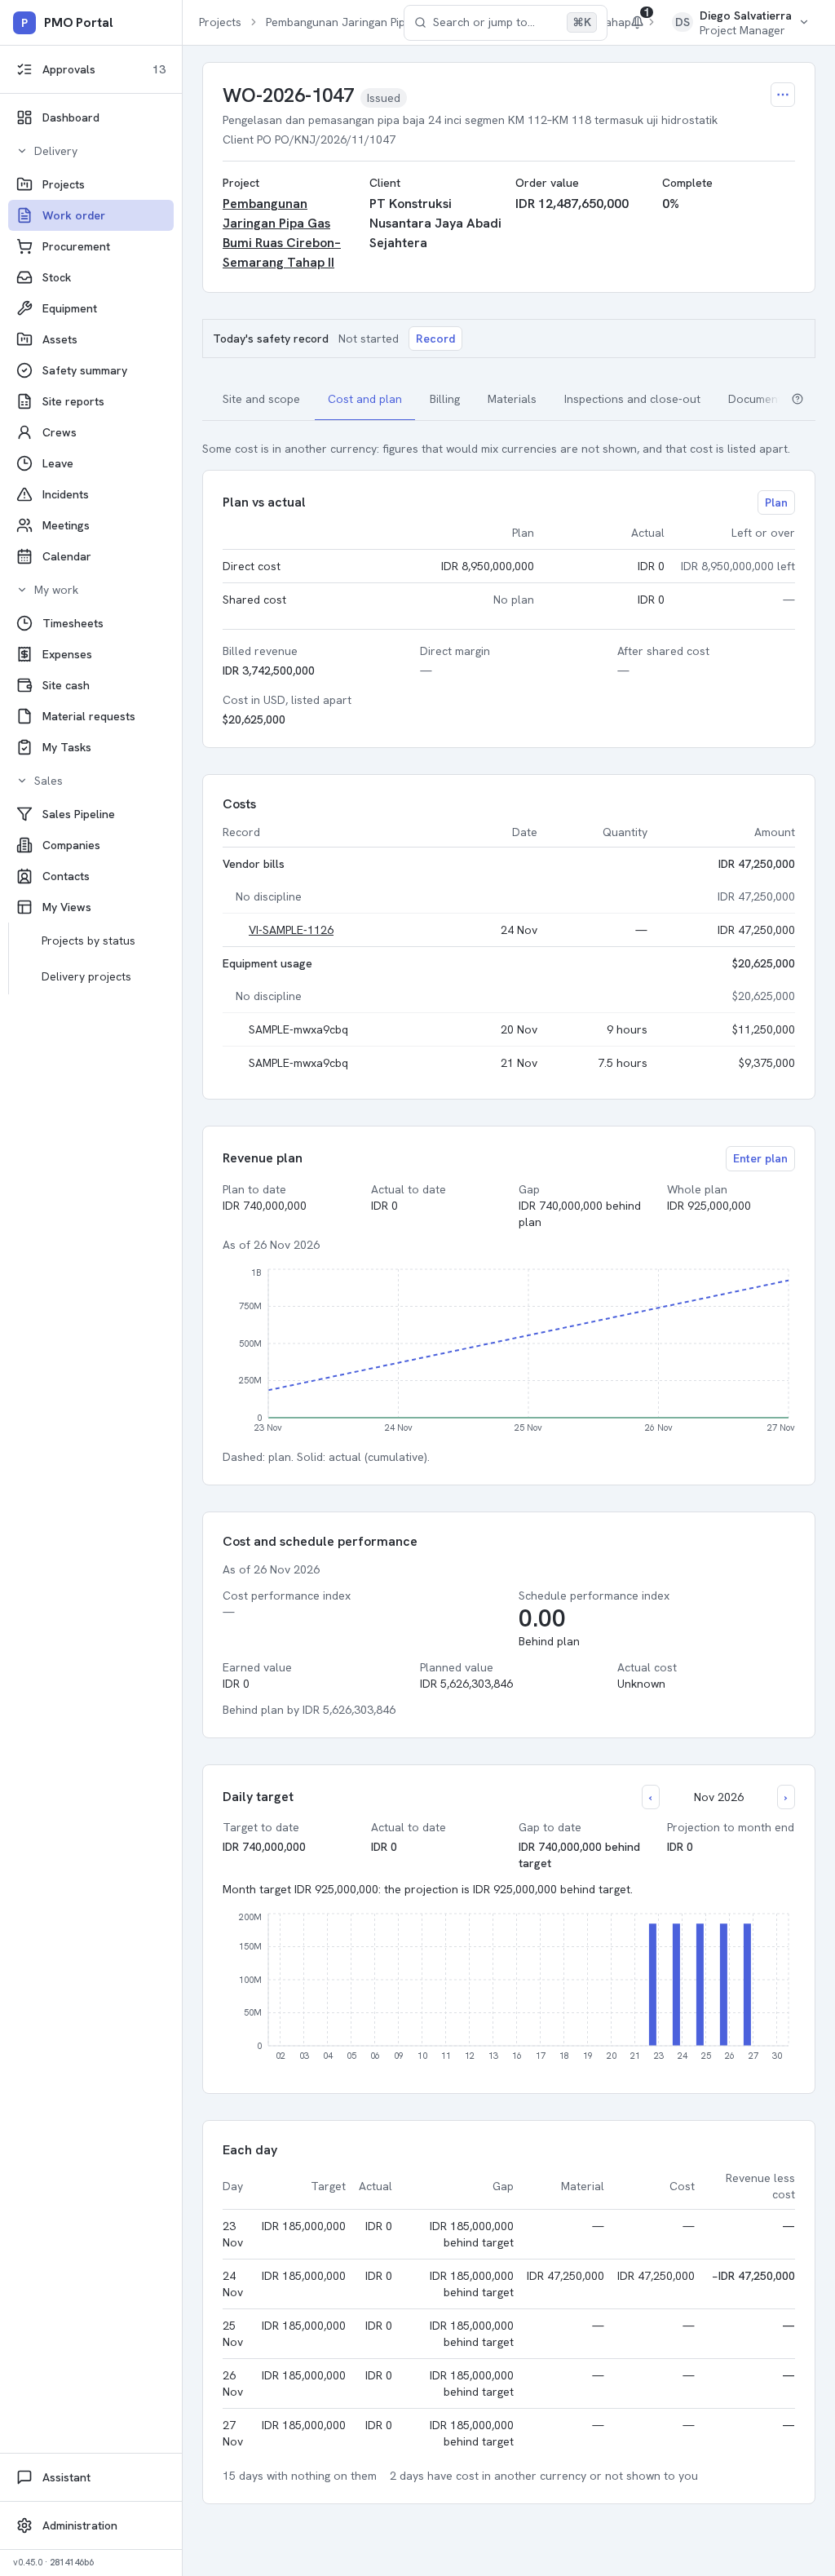 P PMO Portal
Projects > Pembangunan Jaringan Pip
Search or jump to... ⌘K
ahap
1
DS Diego Salvatierra
Project Manager
Approvals 13
Dashboard
Delivery
Projects
Work order
Procurement
Stock
Equipment
Assets
Safety summary
Site reports
Crews
Leave
Incidents
Meetings
Calendar
My work
Timesheets
Expenses
Site cash
Material requests
My Tasks
Sales
Sales Pipeline
Companies
Contacts
My Views
Projects by status
Delivery projects
Assistant
Administration
v0.45.0 · 2814146b6
WO-2026-1047 Issued
Pengelasan dan pemasangan pipa baja 24 inci segmen KM 112–KM 118 termasuk uji hidrostatik
Client PO PO/KNJ/2026/11/1047
Project Client Order value Complete
Pembangunan
Jaringan Pipa Gas
Bumi Ruas Cirebon–
Semarang Tahap II
PT Konstruksi
Nusantara Jaya Abadi
Sejahtera
IDR 12,487,650,000
0%
Today's safety record Not started Record
Site and scope Cost and plan Billing Materials Inspections and close-out Documen
Some cost is in another currency: figures that would mix currencies are not shown, and that cost is listed apart.
Plan vs actual Plan
Plan Actual Left or over
Direct cost IDR 8,950,000,000 IDR 0 IDR 8,950,000,000 left
Shared cost No plan IDR 0 —
Billed revenue Direct margin After shared cost
IDR 3,742,500,000 — —
Cost in USD, listed apart
$20,625,000
Costs
Record Date Quantity Amount
Vendor bills IDR 47,250,000
No discipline IDR 47,250,000
VI-SAMPLE-1126 24 Nov — IDR 47,250,000
Equipment usage $20,625,000
No discipline $20,625,000
SAMPLE-mwxa9cbq 20 Nov 9 hours $11,250,000
SAMPLE-mwxa9cbq 21 Nov 7.5 hours $9,375,000
Revenue plan Enter plan
Plan to date Actual to date Gap Whole plan
IDR 740,000,000 IDR 0 IDR 740,000,000 behind plan IDR 925,000,000
As of 26 Nov 2026
1B
750M
500M
250M
0
23 Nov 24 Nov 25 Nov 26 Nov 27 Nov
Dashed: plan. Solid: actual (cumulative).
Cost and schedule performance
As of 26 Nov 2026
Cost performance index Schedule performance index
— 0.00
Behind plan
Earned value Planned value Actual cost
IDR 0 IDR 5,626,303,846 Unknown
Behind plan by IDR 5,626,303,846
Daily target ‹ Nov 2026 ›
Target to date Actual to date Gap to date Projection to month end
IDR 740,000,000 IDR 0 IDR 740,000,000 behind target IDR 0
Month target IDR 925,000,000: the projection is IDR 925,000,000 behind target.
200M
150M
100M
50M
0
02 03 04 05 06 09 10 11 12 13 16 17 18 19 20 21 23 24 25 26 27 30
Each day
Day Target Actual Gap Material Cost Revenue less cost
23 Nov IDR 185,000,000 IDR 0 IDR 185,000,000 behind target — — —
24 Nov IDR 185,000,000 IDR 0 IDR 185,000,000 behind target IDR 47,250,000 IDR 47,250,000 –IDR 47,250,000
25 Nov IDR 185,000,000 IDR 0 IDR 185,000,000 behind target — — —
26 Nov IDR 185,000,000 IDR 0 IDR 185,000,000 behind target — — —
27 Nov IDR 185,000,000 IDR 0 IDR 185,000,000 behind target — — —
15 days with nothing on them 2 days have cost in another currency or not shown to you